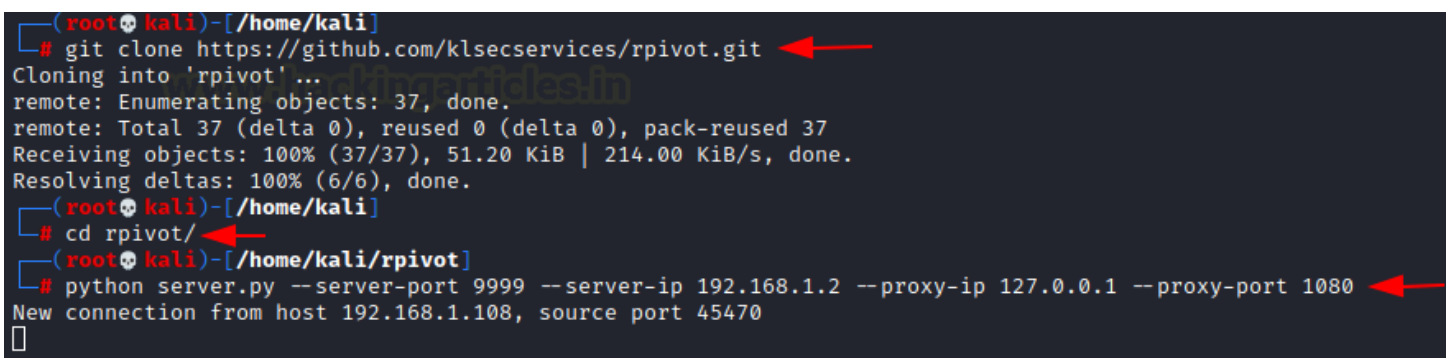 (root💀kali)-[/home/kali]
# git clone https://github.com/klsecservices/rpivot.git
Cloning into 'rpivot'...
www.hackingarticles.in
remote: Enumerating objects: 37, done.
remote: Total 37 (delta 0), reused 0 (delta 0), pack-reused 37
Receiving objects: 100% (37/37), 51.20 KiB | 214.00 KiB/s, done.
Resolving deltas: 100% (6/6), done.
(root💀kali)-[/home/kali]
# cd rpivot/
(root💀kali)-[/home/kali/rpivot]
# python server.py --server-port 9999 --server-ip 192.168.1.2 --proxy-ip 127.0.0.1 --proxy-port 1080
New connection from host 192.168.1.108, source port 45470